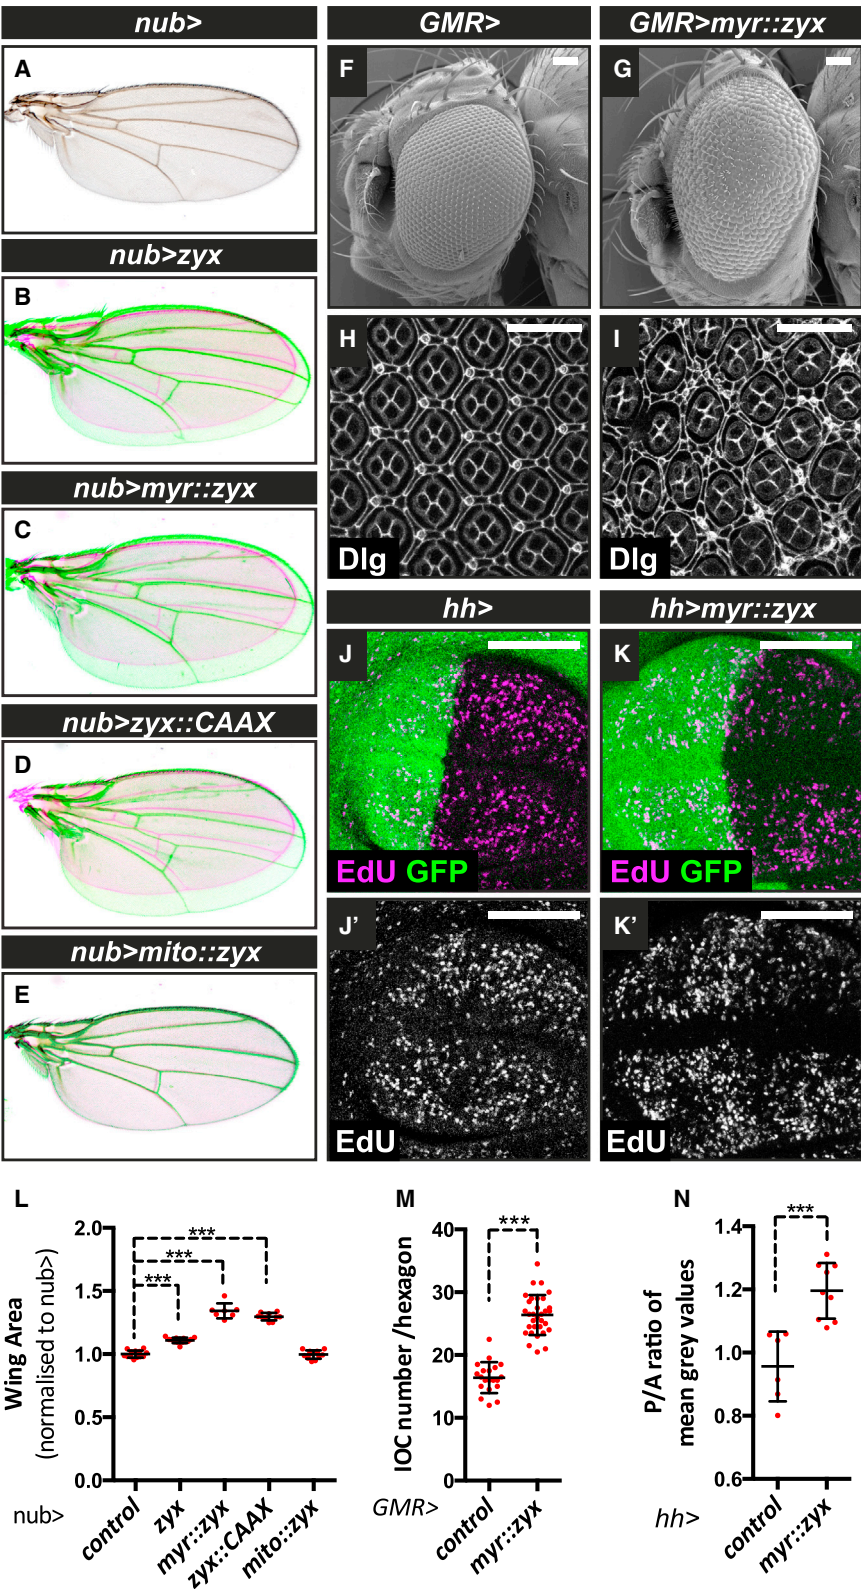 nub>
A
nub>zyx
B
nub>myr::zyx
C
nub>zyx::CAAX
D
nub>mito::zyx
E
GMR>
GMR>myr::zyx
F
G
H
Dlg
I
Dlg
hh>
hh>myr::zyx
J
EdU GFP
K
EdU GFP
J'
EdU
K'
EdU
L
Wing Area
(normalised to nub>)
2.0
1.5
1.0
0.5
0.0
***
***
***
nub>
control
zyx
myr::zyx
zyx::CAAX
mito::zyx
M
IOC number /hexagon
40
30
20
10
0
***
GMR>
control
myr::zyx
N
P/A ratio of
mean grey values
1.4
1.2
1.0
0.8
0.6
***
hh>
control
myr::zyx